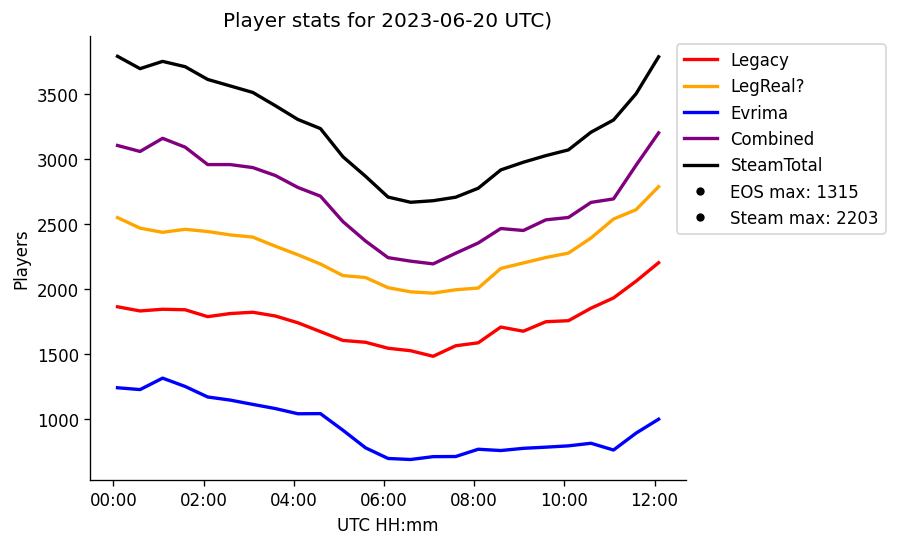 Player stats for 2023-06-20 UTC)
Legacy
LegReal?
Evrima
Combined
SteamTotal
EOS max: 1315
Steam max: 2203
Players
3500
3000
2500
2000
1500
1000
00:00 02:00 04:00 06:00 08:00 10:00 12:00
UTC HH:mm